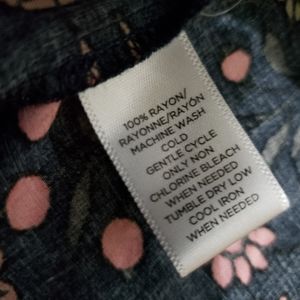 100% RAYON/
RAYONNE/RAYÓN
MACHINE WASH
COLD
GENTLE CYCLE
ONLY NON
CHLORINE BLEACH
WHEN NEEDED
TUMBLE DRY LOW
COOL IRON
WHEN NEEDED